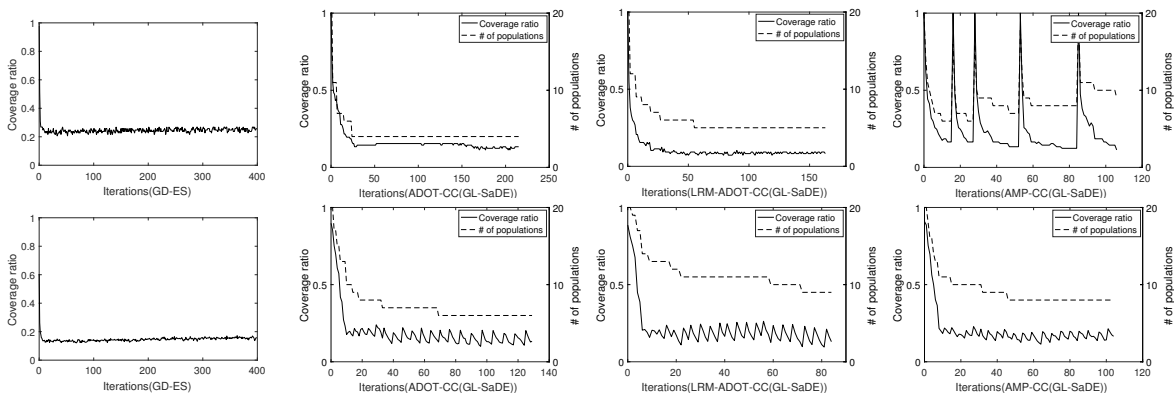 1
0.8
0.6
0.4
0.2
0
Coverage ratio
0 100 200 300 400
Iterations(GD-ES)
1
0.5
0
Coverage ratio
Coverage ratio
# of populations
20
10
0
# of populations
0 50 100 150 200 250
Iterations(ADOT-CC(GL-SaDE))
1
0.5
0
Coverage ratio
Coverage ratio
# of populations
20
10
0
# of populations
0 50 100 150
Iterations(LRM-ADOT-CC(GL-SaDE))
1
0.5
0
Coverage ratio
Coverage ratio
# of populations
20
10
0
# of populations
0 20 40 60 80 100 120
Iterations(AMP-CC(GL-SaDE))
1
0.8
0.6
0.4
0.2
0
Coverage ratio
0 100 200 300 400
Iterations(GD-ES)
1
0.5
0
Coverage ratio
Coverage ratio
# of populations
20
10
0
# of populations
0 20 40 60 80 100 120 140
Iterations(ADOT-CC(GL-SaDE))
1
0.5
0
Coverage ratio
Coverage ratio
# of populations
20
10
0
# of populations
0 20 40 60 80
Iterations(LRM-ADOT-CC(GL-SaDE))
1
0.5
0
Coverage ratio
Coverage ratio
# of populations
20
10
0
# of populations
0 20 40 60 80 100 120
Iterations(AMP-CC(GL-SaDE))